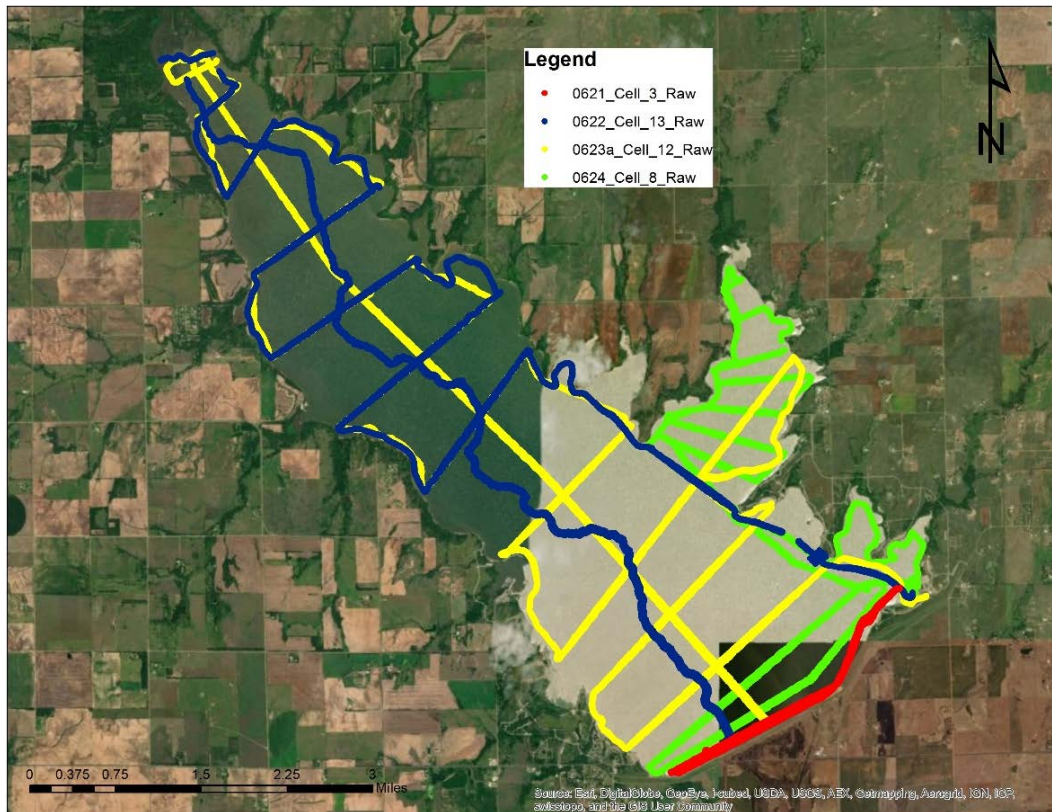 Legend
0621_Cell_3_Raw
0622_Cell_13_Raw
0623a_Cell_12_Raw
0624_Cell_8_Raw
N
0 0.375 0.75 1.5 2.25 3
Miles
Source: Esri, DigitalGlobe, GeoEye, i-cubed, USDA, USGS, AEX, Getmapping, Aerogrid, IGN, IGP,
swisstopo, and the GIS User Community